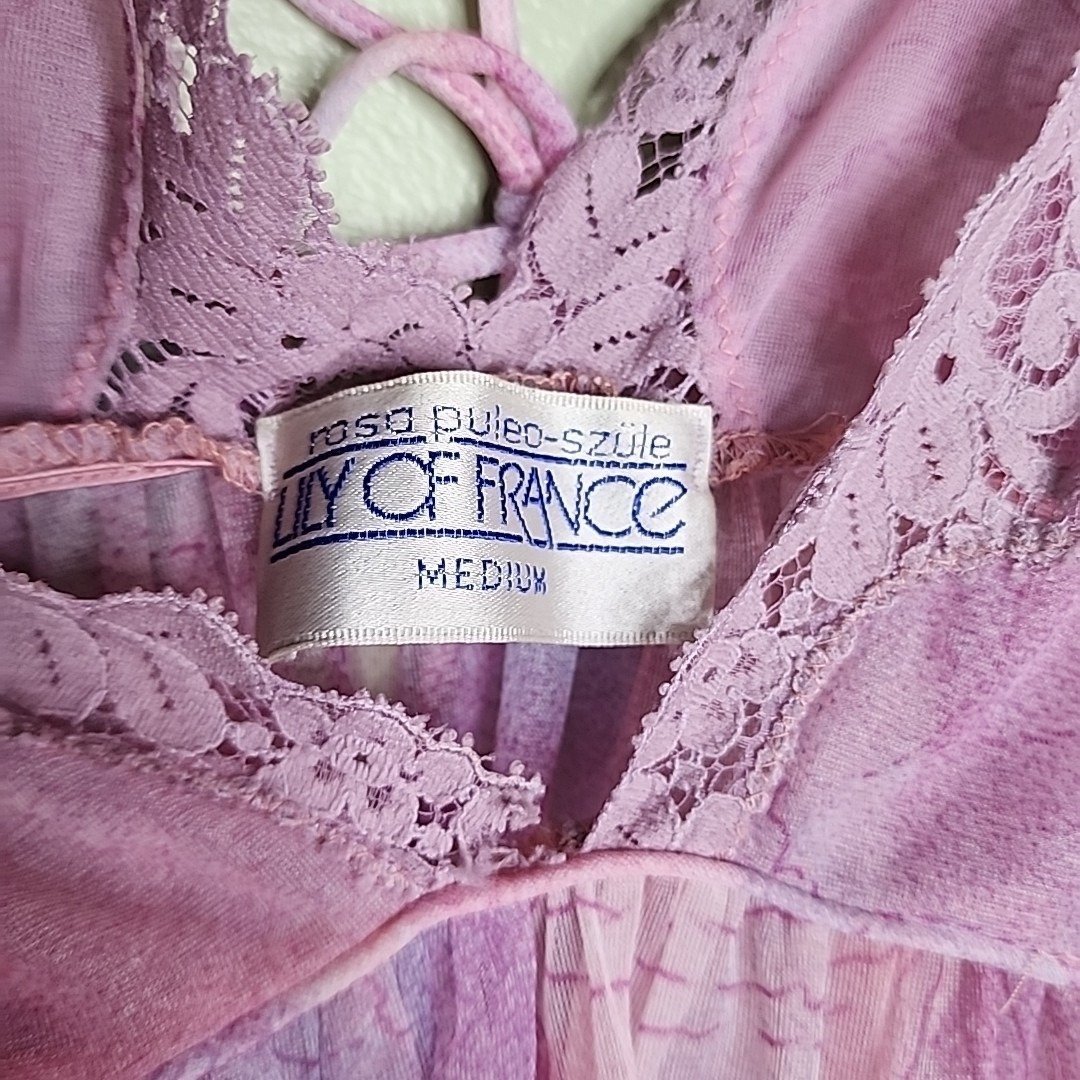 rosa puleo-szüle
LILY OF FRANCE
MEDIUM